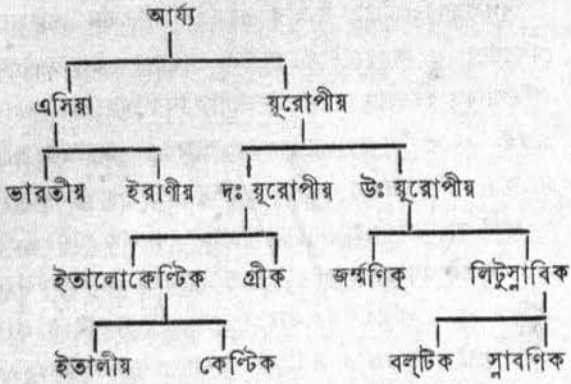 আর্য্য
এসিয়া য়ূরোপীয়
ভারতীয় ইরাণীয় দঃ য়ূরোপীয় উঃ য়ূরোপীয়
ইতালোকেল্টিক গ্রীক জর্ম্মণিক্ লিটুস্লাবিক
ইতালীয় কেল্টিক বল্‌টিক স্লাবণিক